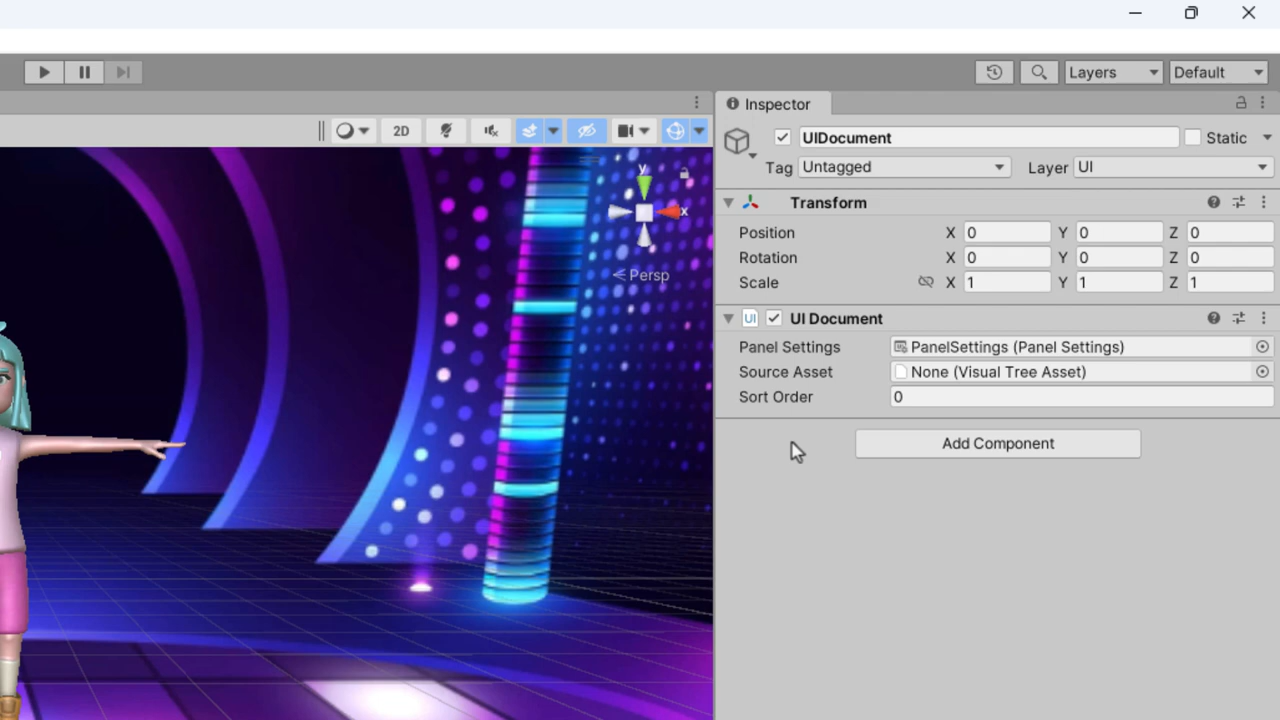 Layers
Default
Inspector
2D
UIDocument
Static
Tag
Untagged
Layer
UI
Transform
Position X 0 Y 0 Z 0
Rotation X 0 Y 0 Z 0
Scale X 1 Y 1 Z 1
UI UI Document
Panel Settings PanelSettings (Panel Settings)
Source Asset None (Visual Tree Asset)
Sort Order 0
Add Component
y
x
Persp